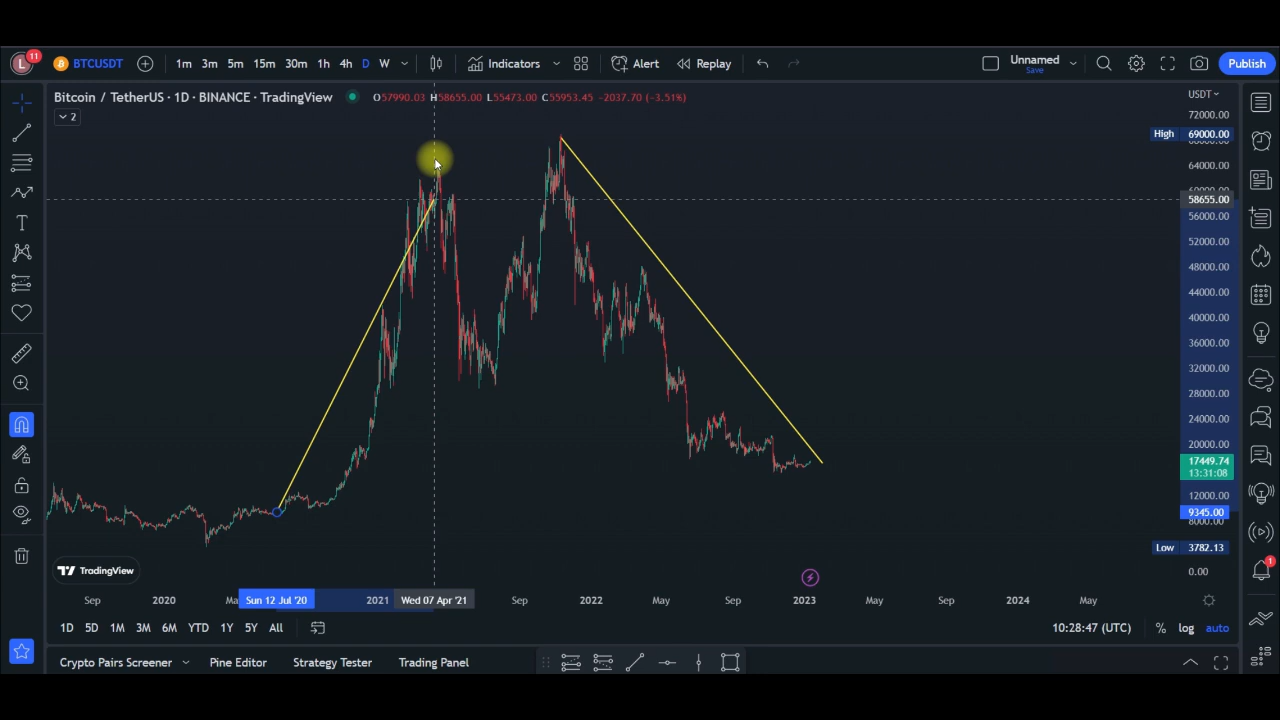 L 11 BTCUSDT 1m 3m 5m 15m 30m 1h 4h D W Indicators Alert Replay Unnamed Save Publish
Bitcoin / TetherUS · 1D · BINANCE · TradingView O57990.03 H58655.00 L55473.00 C55953.45 -2037.70 (-3.51%) USDT
2
72000.00
High 69000.00
64000.00
58655.00
56000.00
52000.00
48000.00
44000.00
40000.00
36000.00
32000.00
28000.00
24000.00
20000.00
17449.74
13:31:08
12000.00
9345.00
8000.00
Low 3782.13
TradingView 0.00
1
Sep 2020 Ma Sun 12 Jul '20 2021 Wed 07 Apr '21 Sep 2022 May Sep 2023 May Sep 2024 May
1D 5D 1M 3M 6M YTD 1Y 5Y All 10:28:47 (UTC) % log auto
Crypto Pairs Screener Pine Editor Strategy Tester Trading Panel